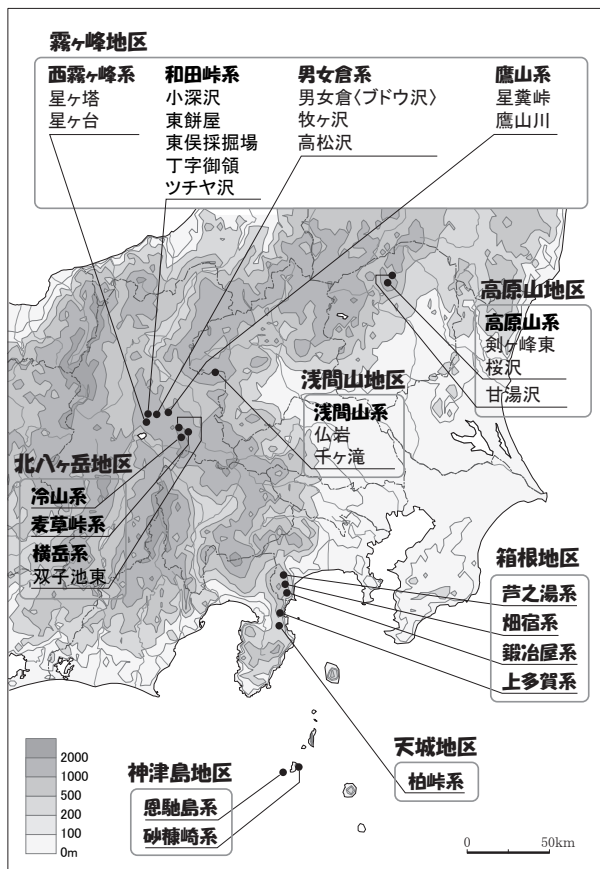 霧ヶ峰地区
西霧ヶ峰系
星ヶ塔
星ヶ台
和田峠系
小深沢
東餅屋
東俣採掘場
丁字御領
ツチヤ沢
男女倉系
男女倉〈ブドウ沢〉
牧ヶ沢
高松沢
鷹山系
星糞峠
鷹山川
高原山地区
高原山系
剣ヶ峰東
桜沢
甘湯沢
浅間山地区
浅間山系
仏岩
千ヶ滝
北八ヶ岳地区
冷山系
麦草峠系
横岳系
双子池東
箱根地区
芦之湯系
畑宿系
鍛冶屋系
上多賀系
天城地区
柏峠系
神津島地区
恩馳島系
砂糠崎系
2000
1000
500
200
100
0m
0 50km